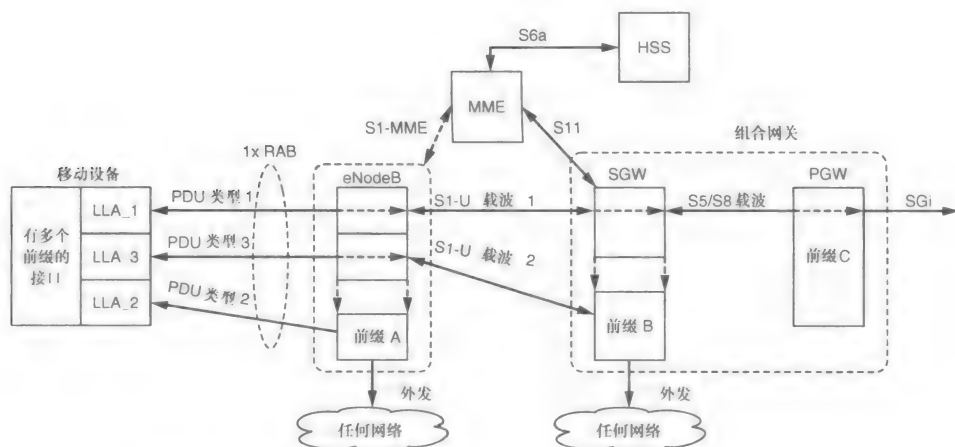 S6a
HSS
MME
S1-MME
S11
组合网关
1x RAB
移动设备
eNodeB
SGW
PGW
有多个
前缀的
接口
LLA_1
LLA_3
LLA_2
PDU 类型 1
PDU 类型 3
PDU 类型 2
S1-U 载波 1
S1-U 载波 2
S5/S8 载波
SGi
前缀 A
前缀 B
前缀C
外发
外发
任何网络
任何网络